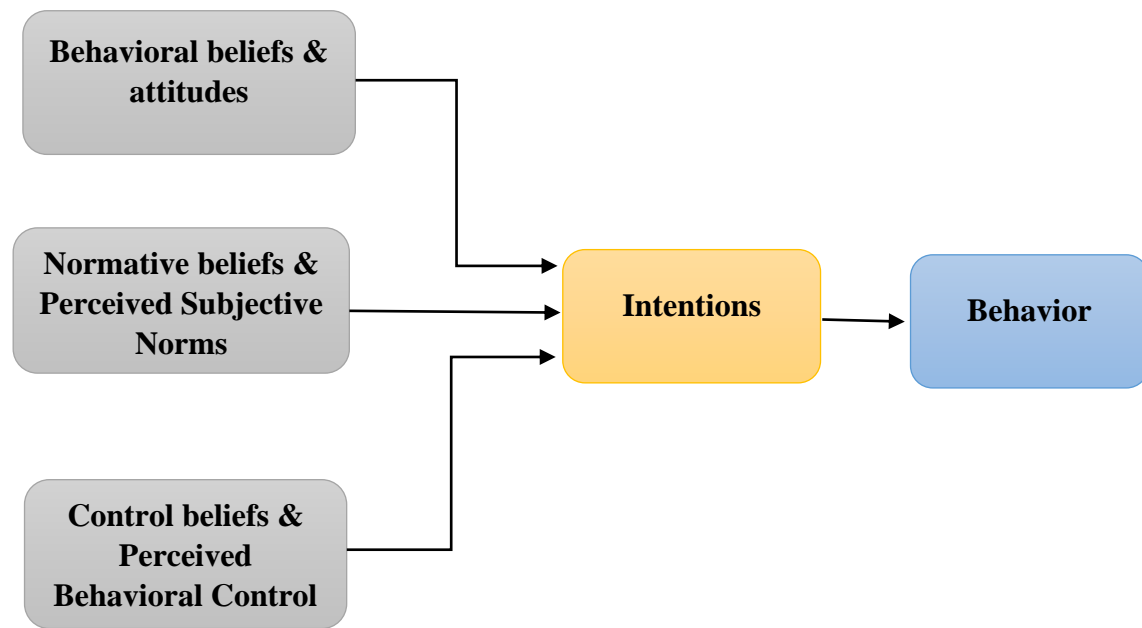 Behavioral beliefs &
attitudes
Normative beliefs &
Perceived Subjective
Norms
Control beliefs &
Perceived
Behavioral Control
Intentions
Behavior